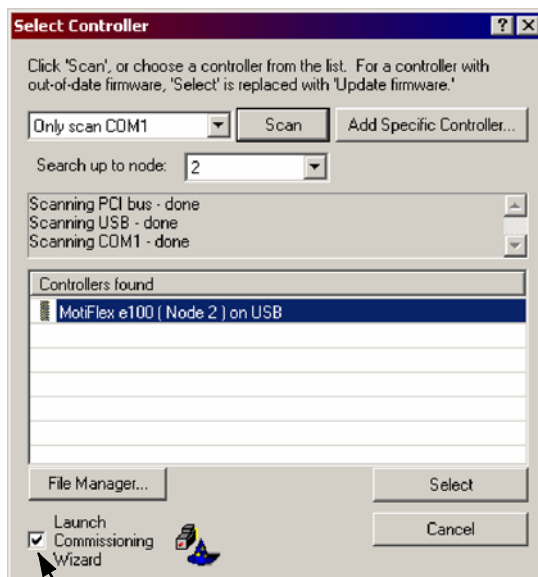 Select Controller
Click 'Scan', or choose a controller from the list. For a controller with
out-of-date firmware, 'Select' is replaced with 'Update firmware.'
Only scan COM1
Scan
Add Specific Controller...
Search up to node:
2
Scanning PCI bus - done
Scanning USB - done
Scanning COM1 - done
Controllers found
MotiFlex e100 ( Node 2 ) on USB
File Manager...
Select
Launch
Commissioning
Wizard
Cancel